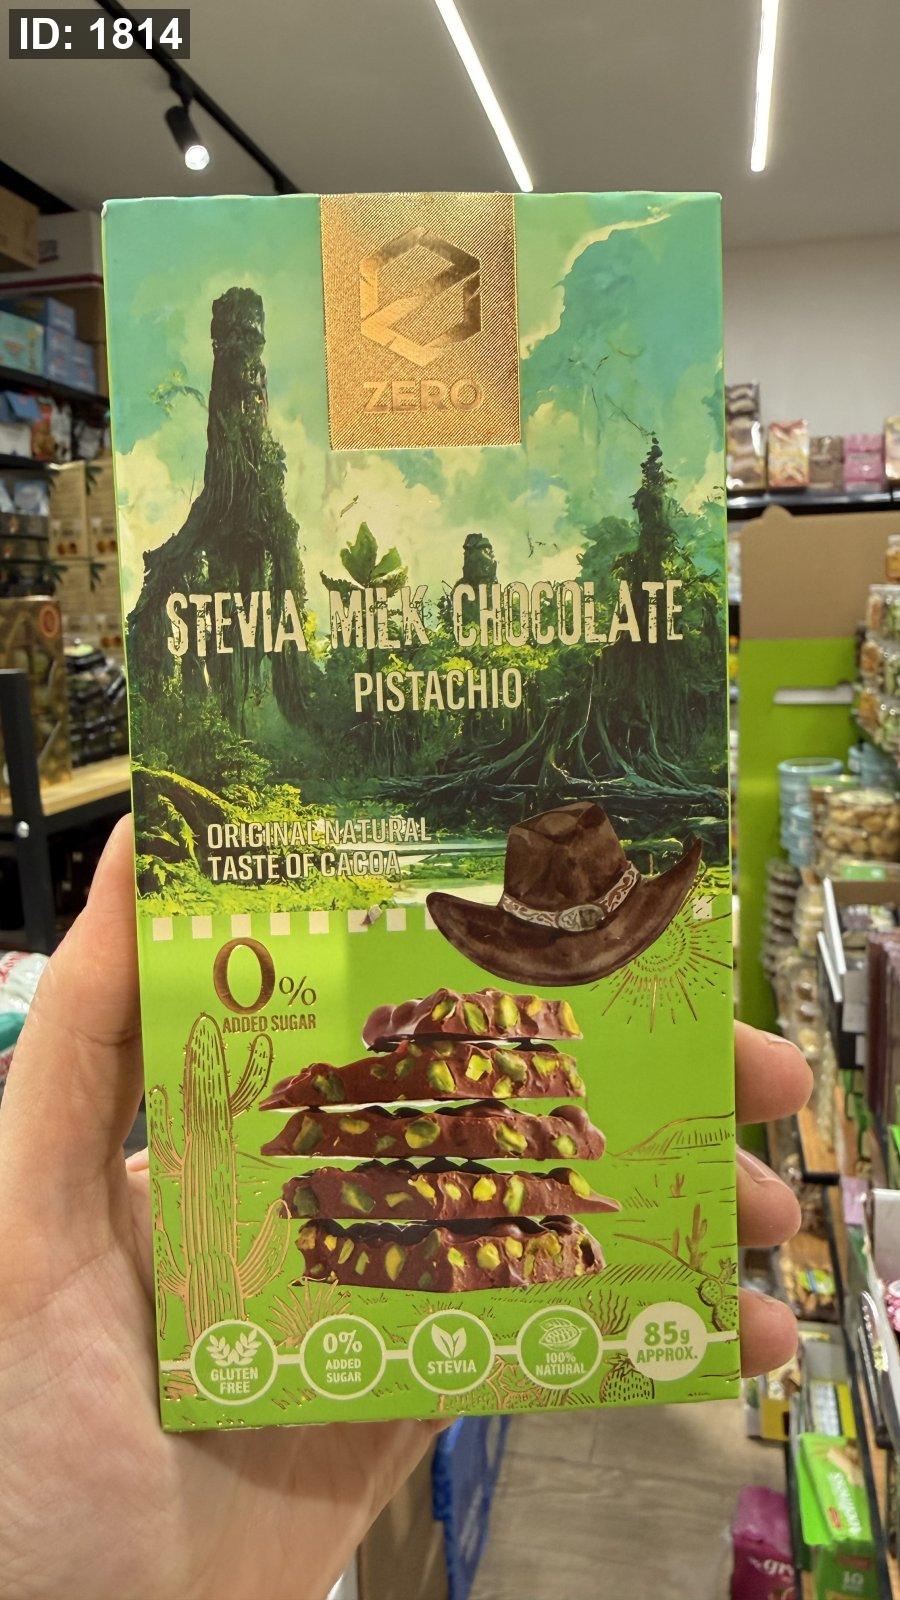 ID: 1814
ZERO
STEVIA MILK CHOCOLATE
PISTACHIO
ORIGINAL NATURAL
TASTE OF CACOA
0%
ADDED SUGAR
GLUTEN
FREE
0%
ADDED
SUGAR
STEVIA
100%
NATURAL
85g
APPROX.
10